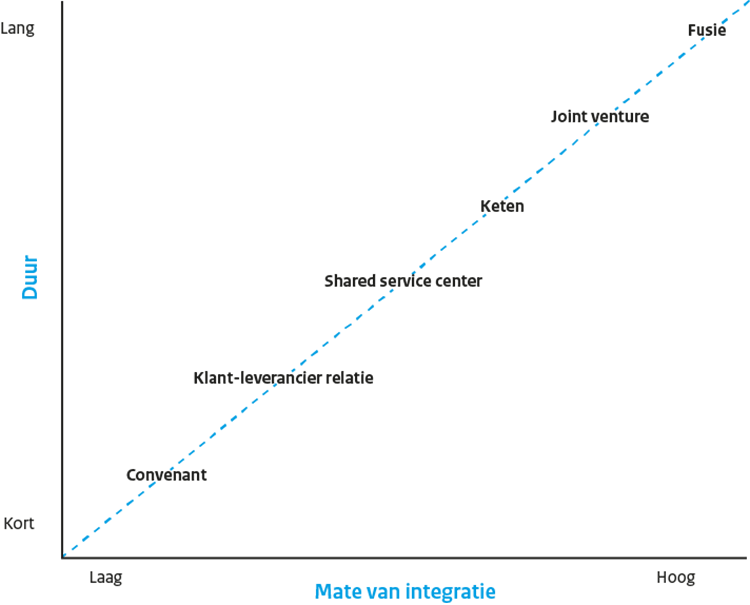 Lang
Fusie
Joint venture
Keten
Duur
Shared service center
Klant-leverancier relatie
Convenant
Kort
Laag
Hoog
Mate van integratie